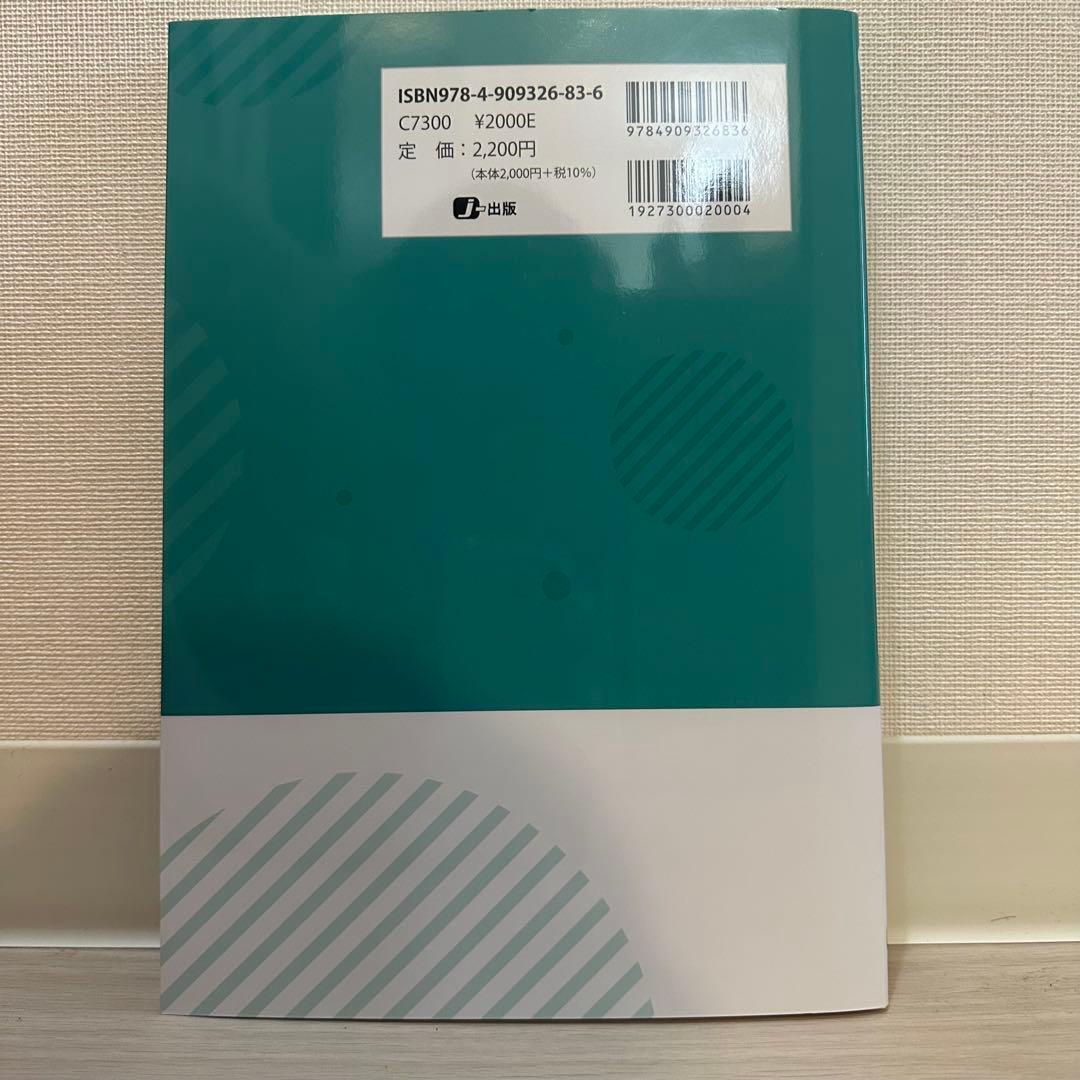 ISBN978-4-909326-83-6
C7300 ¥2000E
定 価：2,200円
（本体2,000円＋税10%）
J 出版
9784909326836
1927300020004